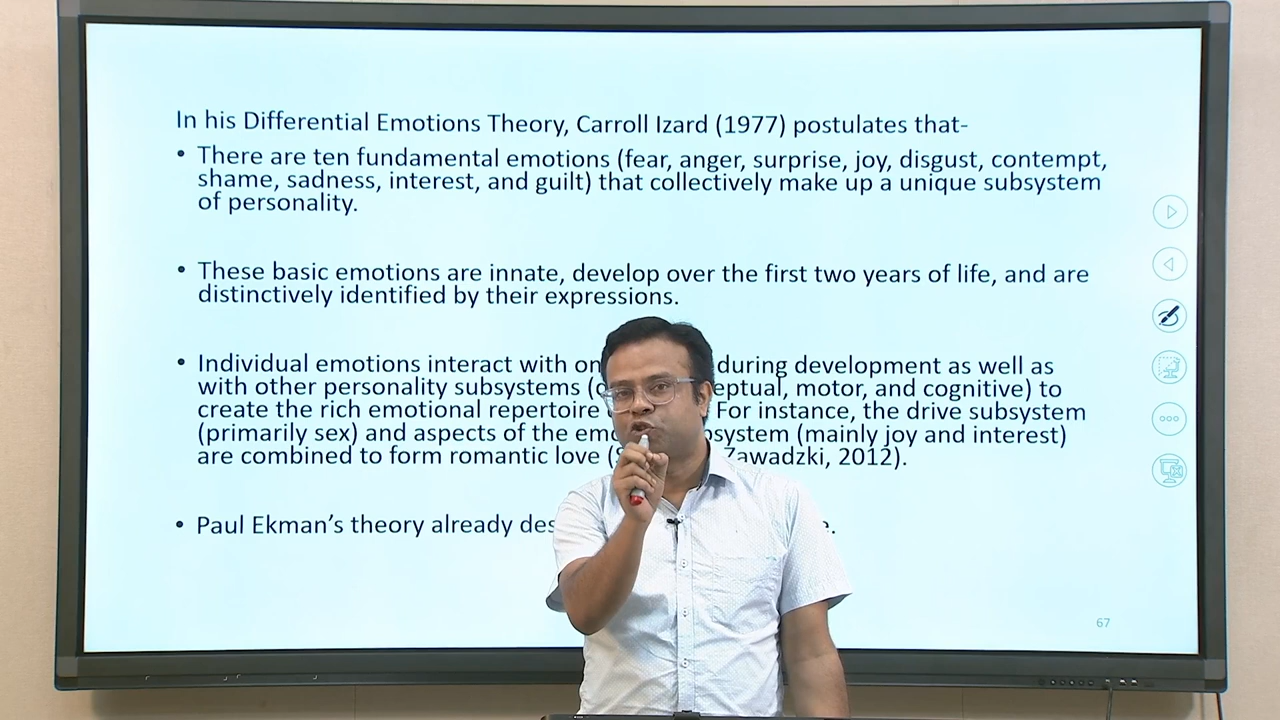 In his Differential Emotions Theory, Carroll Izard (1977) postulates that-
• There are ten fundamental emotions (fear, anger, surprise, joy, disgust, contempt,
shame, sadness, interest, and guilt) that collectively make up a unique subsystem
of personality.
• These basic emotions are innate, develop over the first two years of life, and are
distinctively identified by their expressions.
• Individual emotions interact with during development as well as
with other personality subsystems motor, and cognitive) to
create the rich emotional repertoire For instance, the drive subsystem
(primarily sex) and aspects of the (mainly joy and interest)
are combined to form romantic love Zawadzki, 2012).
• Paul Ekman's theory already
67